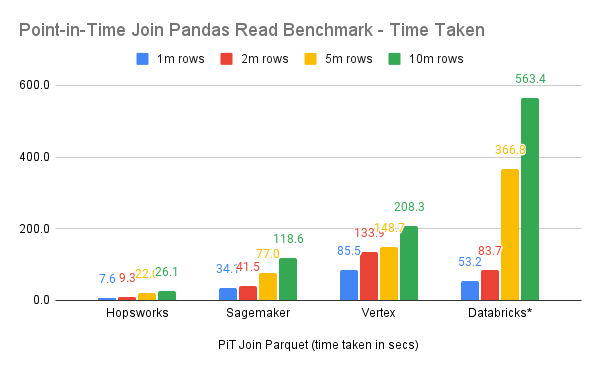 Point-in-Time Join Pandas Read Benchmark - Time Taken
1m rows 2m rows 5m rows 10m rows
600.0
400.0
200.0
0.0
7.6 9.3 26.1
41.5 77.0 118.6
85.5 133.9 148.7 208.3
53.2 83.7 366.8 563.4
Hopsworks Sagemaker Vertex Databricks*
PiT Join Parquet (time taken in secs)